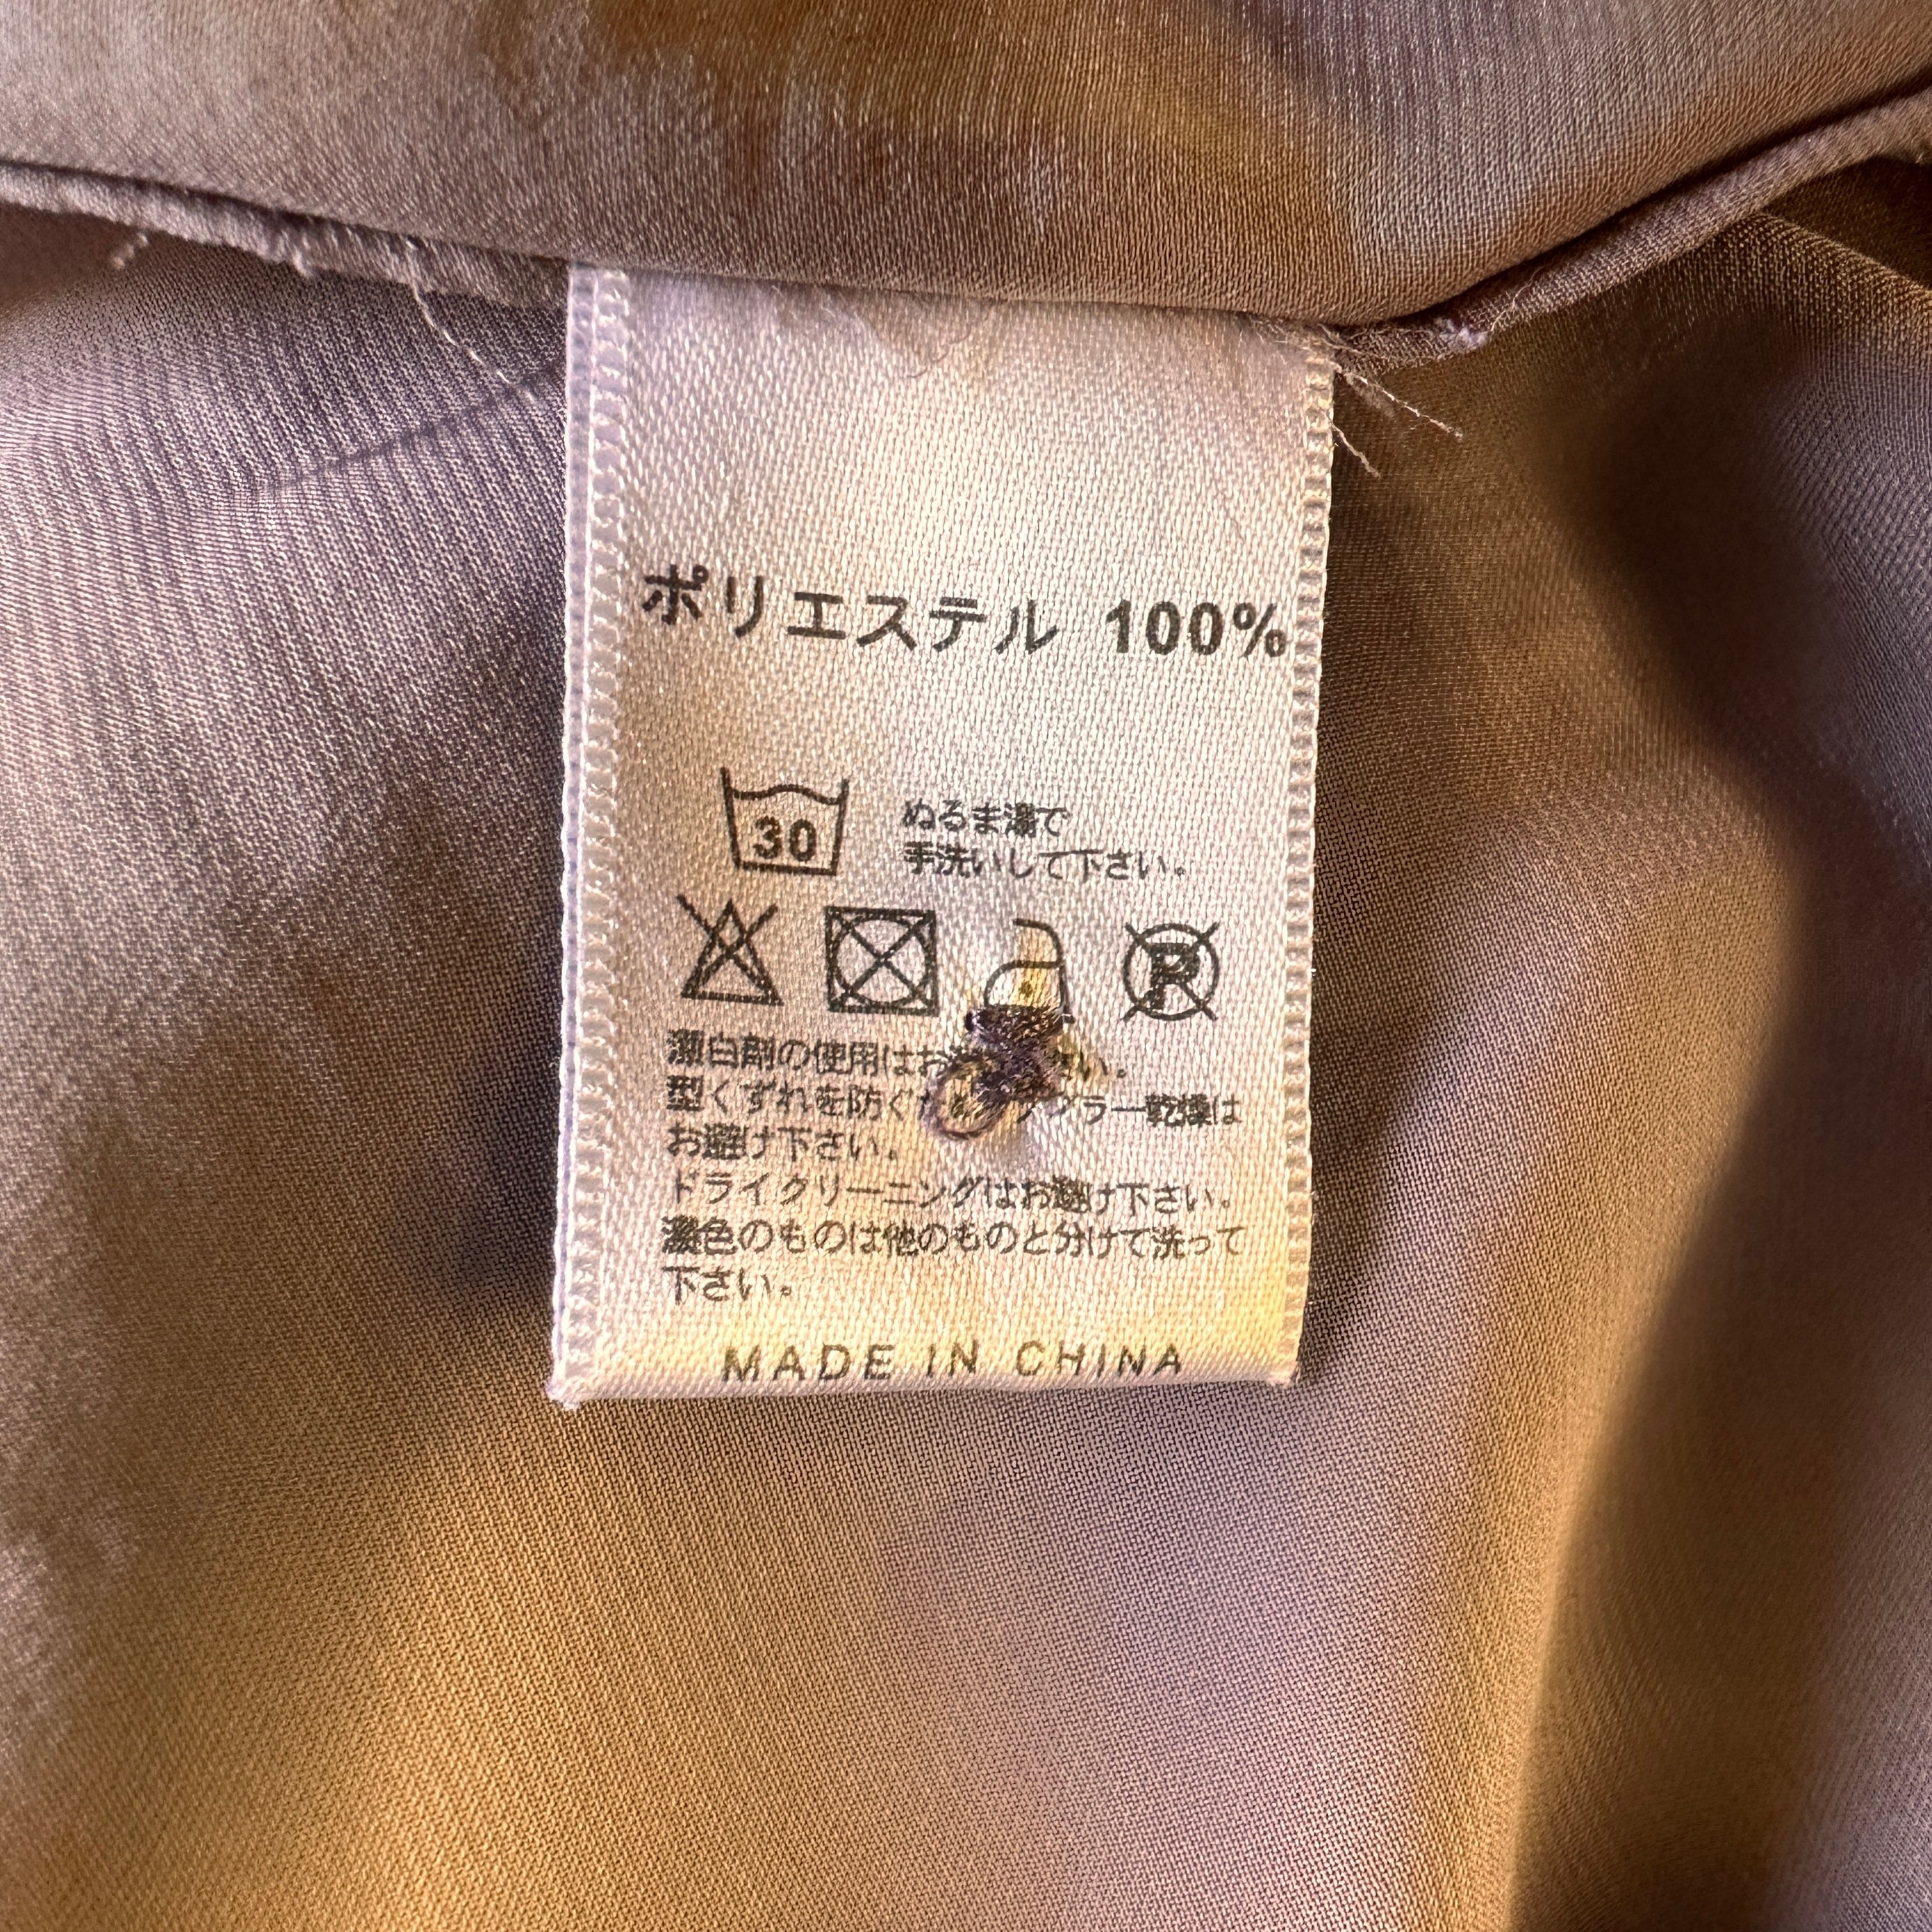 ポリエステル 100%
30
ぬるま湯で
手洗いして下さい。
P
漂白剤の使用はお さい。
型くずれを防ぐた ブラー乾燥は
お避け下さい。
ドライクリーニングはお避け下さい。
濃色のものは他のものと分けて洗って
下さい。
MADE IN CHINA